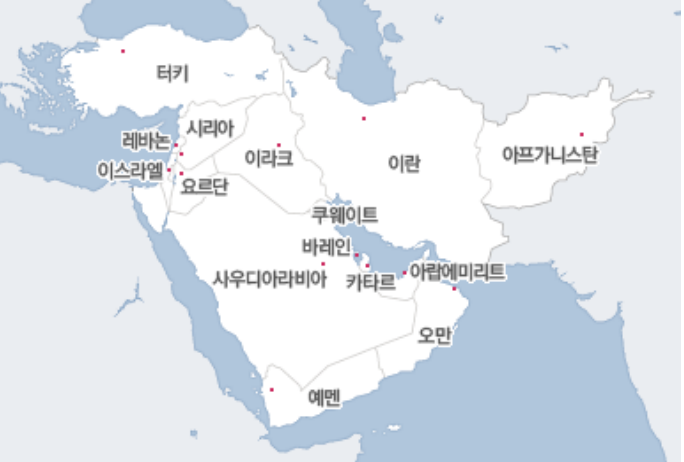 터키
시리아
레바논
이스라엘
요르단
이라크
이란
아프가니스탄
쿠웨이트
바레인
사우디아라비아
카타르
아랍에미리트
오만
예멘